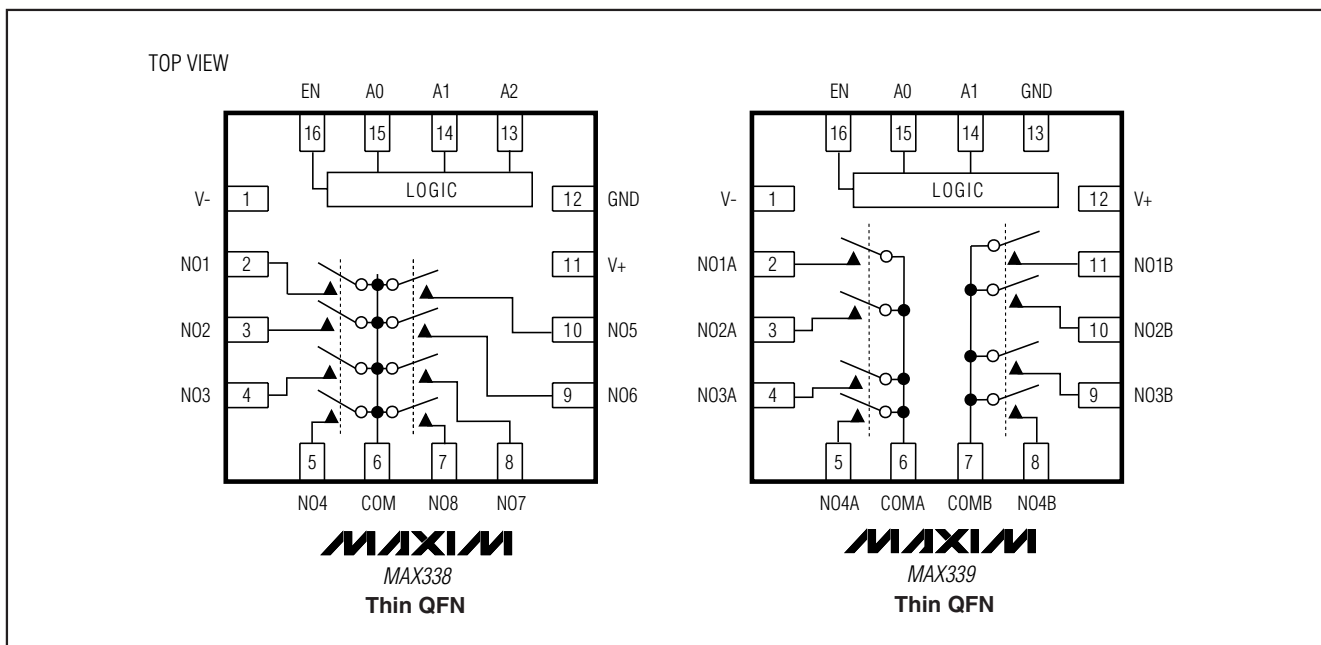 TOP VIEW
EN A0 A1 A2
16 15 14 13
LOGIC
V- 1
12 GND
NO1 2
11 V+
NO2 3
10 NO5
NO3 4
9 NO6
5 6 7 8
NO4 COM NO8 NO7
MAXIM
MAX338
Thin QFN
EN A0 A1 GND
16 15 14 13
LOGIC
V- 1
12 V+
NO1A 2
11 NO1B
NO2A 3
10 NO2B
NO3A 4
9 NO3B
5 6 7 8
NO4A COMA COMB NO4B
MAXIM
MAX339
Thin QFN